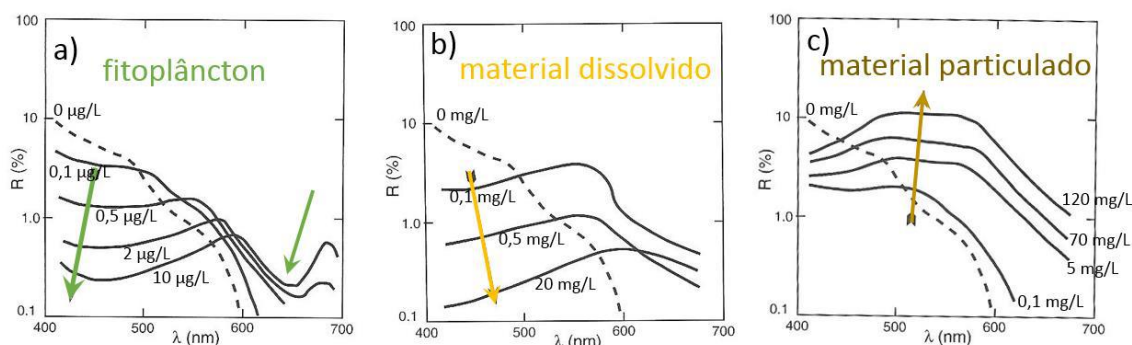 a)
fitoplâncton
100
10
1.0
0.1
R (%)
0 µg/L
0,1 µg/L
0,5 µg/L
2 µg/L
10 µg/L
400
500
600
700
λ (nm)
b)
material dissolvido
100
10
1.0
0.1
R (%)
0 mg/L
0,1 mg/L
0,5 mg/L
20 mg/L
400
500
600
700
λ (nm)
c)
material particulado
100
10
1.0
0.1
R (%)
0 mg/L
120 mg/L
70 mg/L
5 mg/L
0,1 mg/L
400
500
600
700
λ (nm)